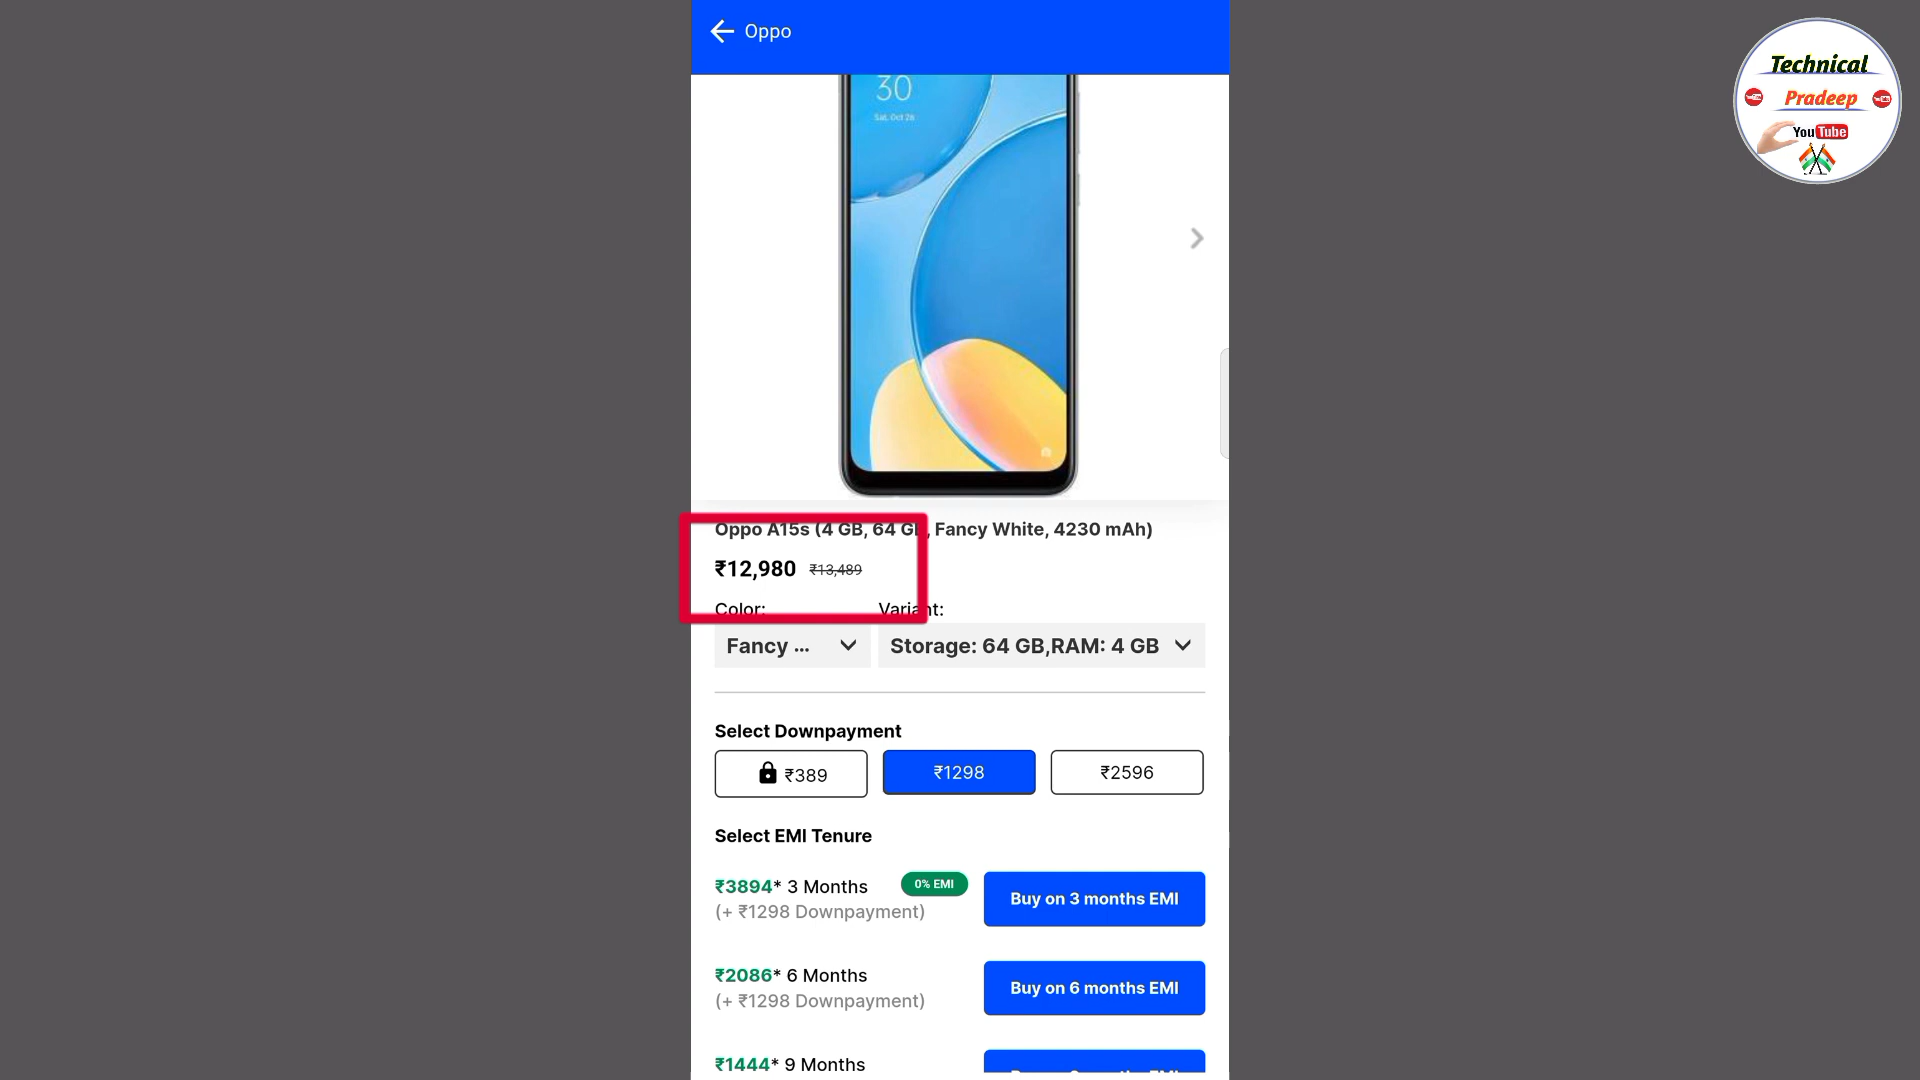 Oppo
Technical
Pradeep
YouTube
30
Sat, Oct 26
Oppo A15s (4 GB, 64 GB, Fancy White, 4230 mAh)
₹12,980 ₹13,489
Color: Variant:
Fancy ... Storage: 64 GB,RAM: 4 GB
Select Downpayment
₹389 ₹1298 ₹2596
Select EMI Tenure
₹3894* 3 Months 0% EMI Buy on 3 months EMI
(+ ₹1298 Downpayment)
₹2086* 6 Months Buy on 6 months EMI
(+ ₹1298 Downpayment)
₹1444* 9 Months